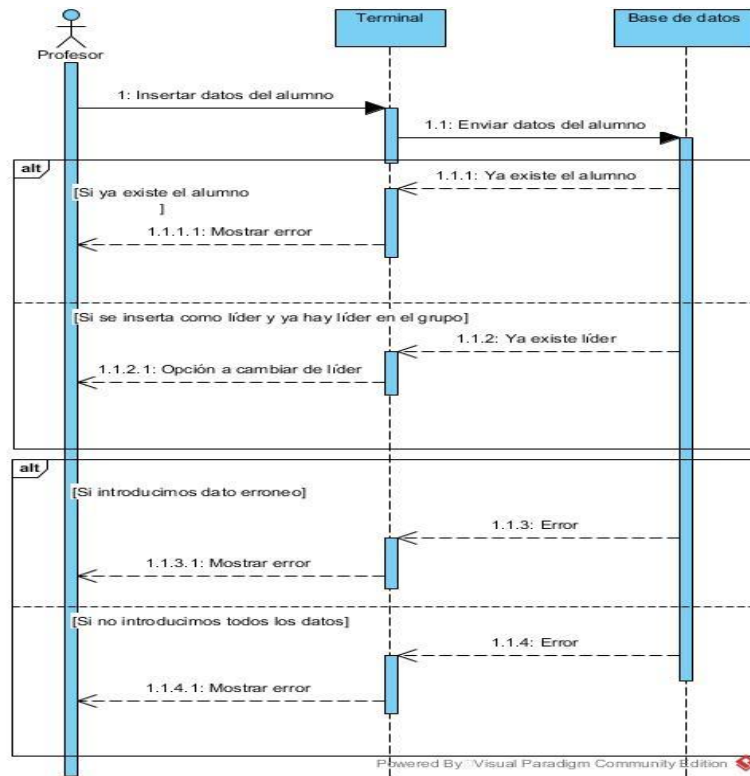 Terminal
Base de datos
Profesor
1: Insertar datos del alumno
1.1: Enviar datos del alumno
alt
1.1.1: Ya existe el alumno
[Si ya existe el alumno
]
1.1.1.1: Mostrar error
[Si se inserta como líder y ya hay líder en el grupo]
1.1.2: Ya existe líder
1.1.2.1: Opción a cambiar de líder
alt
[Si introducimos dato erroneo]
1.1.3: Error
1.1.3.1: Mostrar error
[Si no introducimos todos los datos]
1.1.4: Error
1.1.4.1: Mostrar error
Powered By Visual Paradigm Community Edition